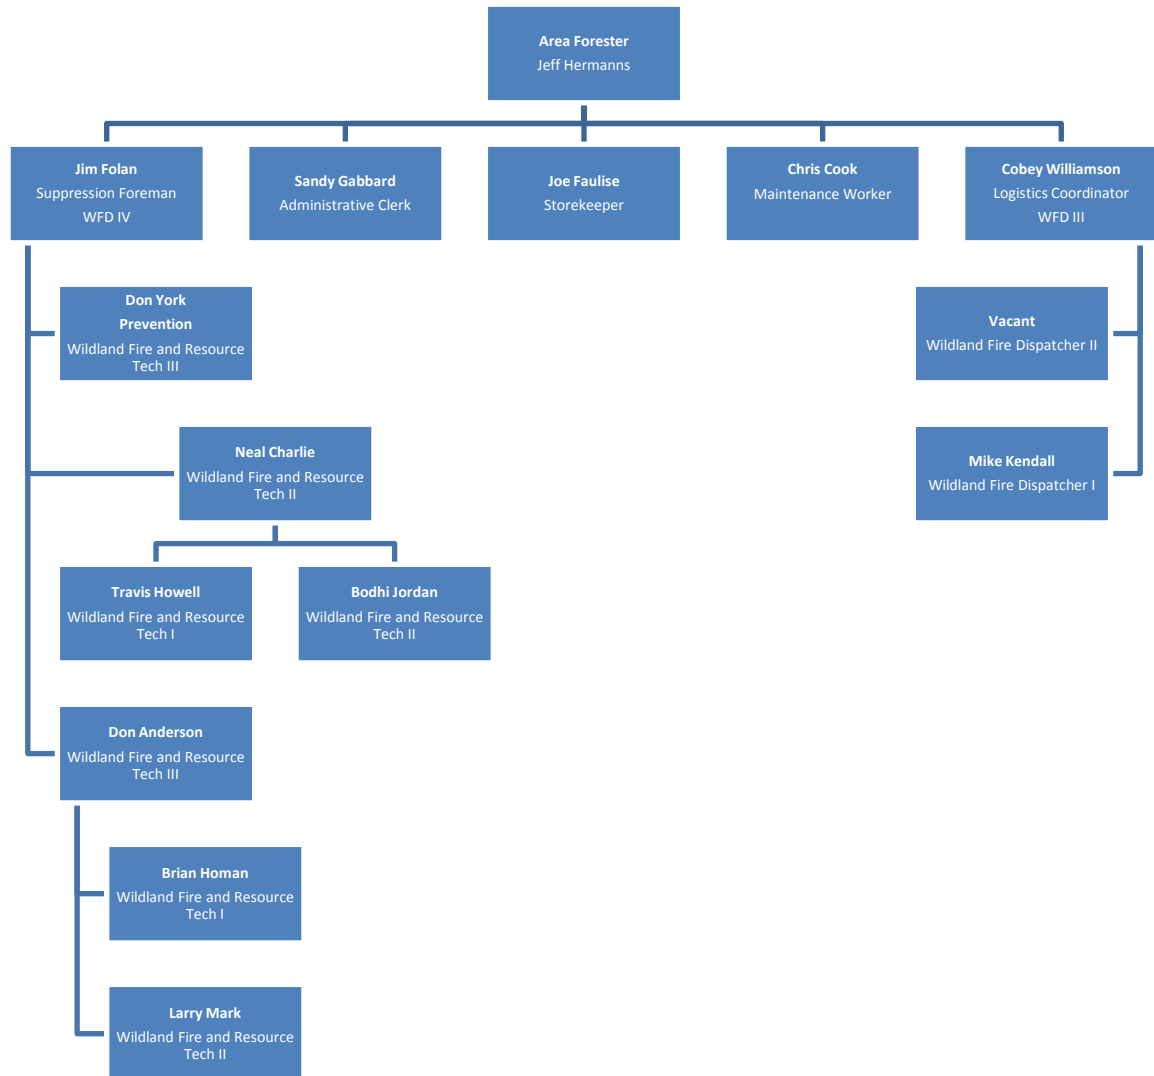 Area Forester
Jeff Hermanns
Jim Folan
Suppression Foreman
WFD IV
Sandy Gabbard
Administrative Clerk
Joe Faulise
Storekeeper
Chris Cook
Maintenance Worker
Cobey Williamson
Logistics Coordinator
WFD III
Don York
Prevention
Wildland Fire and Resource
Tech III
Vacant
Wildland Fire Dispatcher II
Neal Charlie
Wildland Fire and Resource
Tech II
Mike Kendall
Wildland Fire Dispatcher I
Travis Howell
Wildland Fire and Resource
Tech I
Bodhi Jordan
Wildland Fire and Resource
Tech II
Don Anderson
Wildland Fire and Resource
Tech III
Brian Homan
Wildland Fire and Resource
Tech I
Larry Mark
Wildland Fire and Resource
Tech II